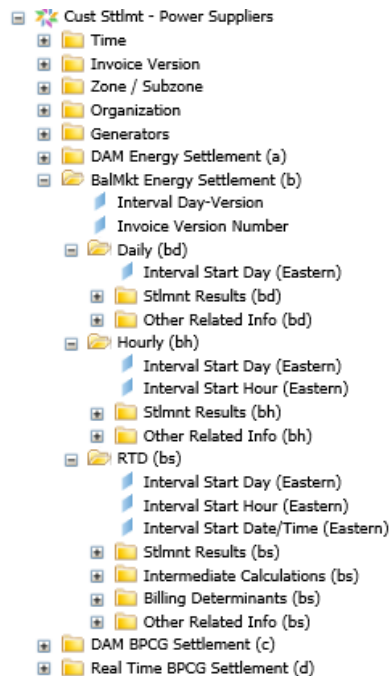 Cust Sttlmt - Power Suppliers
Time
Invoice Version
Zone / Subzone
Organization
Generators
DAM Energy Settlement (a)
BalMkt Energy Settlement (b)
Interval Day-Version
Invoice Version Number
Daily (bd)
Interval Start Day (Eastern)
Stlmnt Results (bd)
Other Related Info (bd)
Hourly (bh)
Interval Start Day (Eastern)
Interval Start Hour (Eastern)
Stlmnt Results (bh)
Other Related Info (bh)
RTD (bs)
Interval Start Day (Eastern)
Interval Start Hour (Eastern)
Interval Start Date/Time (Eastern)
Stlmnt Results (bs)
Intermediate Calculations (bs)
Billing Determinants (bs)
Other Related Info (bs)
DAM BPCG Settlement (c)
Real Time BPCG Settlement (d)